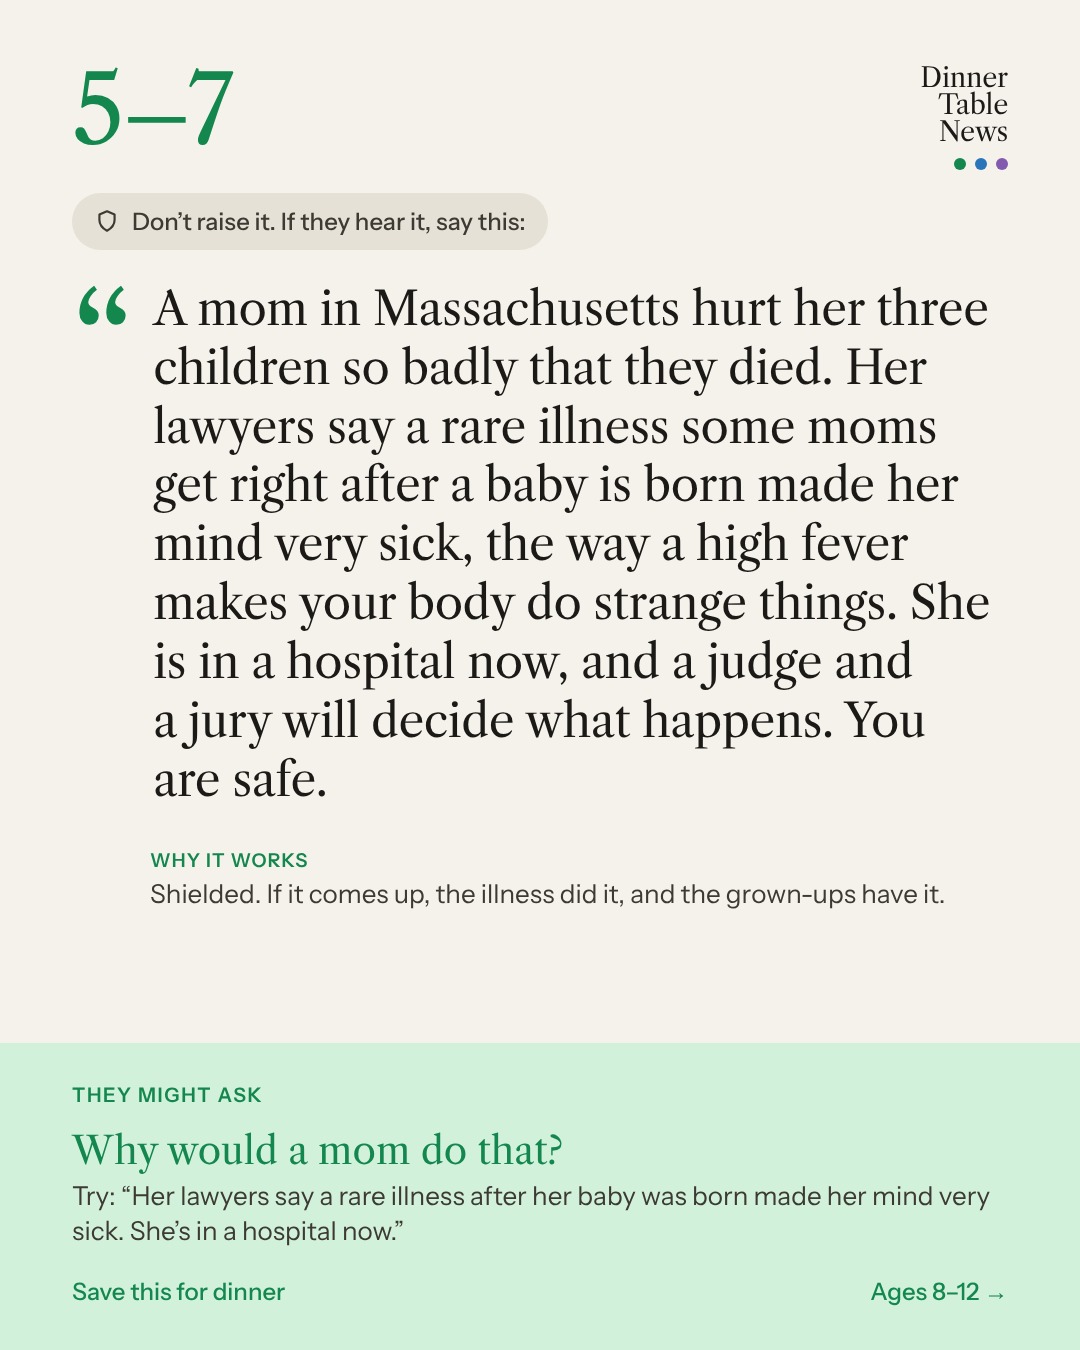 5–7
Dinner
Table
News
Don’t raise it. If they hear it, say this:
“ A mom in Massachusetts hurt her three
children so badly that they died. Her
lawyers say a rare illness some moms
get right after a baby is born made her
mind very sick, the way a high fever
makes your body do strange things. She
is in a hospital now, and a judge and
a jury will decide what happens. You
are safe.
WHY IT WORKS
Shielded. If it comes up, the illness did it, and the grown-ups have it.
THEY MIGHT ASK
Why would a mom do that?
Try: “Her lawyers say a rare illness after her baby was born made her mind very
sick. She’s in a hospital now.”
Save this for dinner
Ages 8–12 →